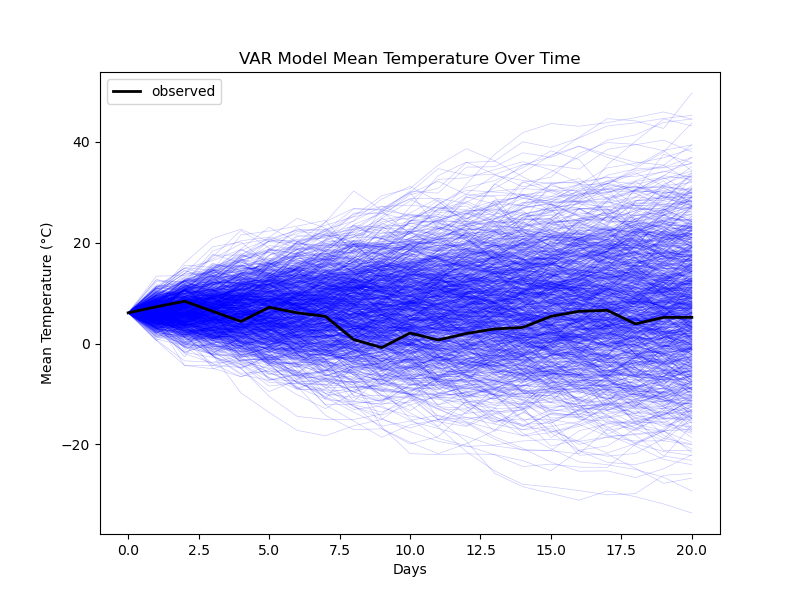 VAR Model Mean Temperature Over Time
observed
Mean Temperature (°C)
40
20
0
−20
0.0 2.5 5.0 7.5 10.0 12.5 15.0 17.5 20.0
Days